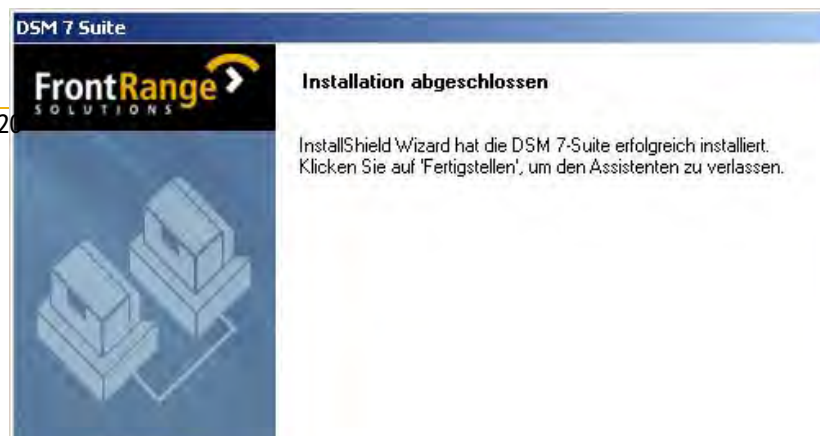 DSM 7 Suite
FrontRange
SOLUTIONS
Installation abgeschlossen
20
InstallShield Wizard hat die DSM 7-Suite erfolgreich installiert.
Klicken Sie auf 'Fertigstellen', um den Assistenten zu verlassen.